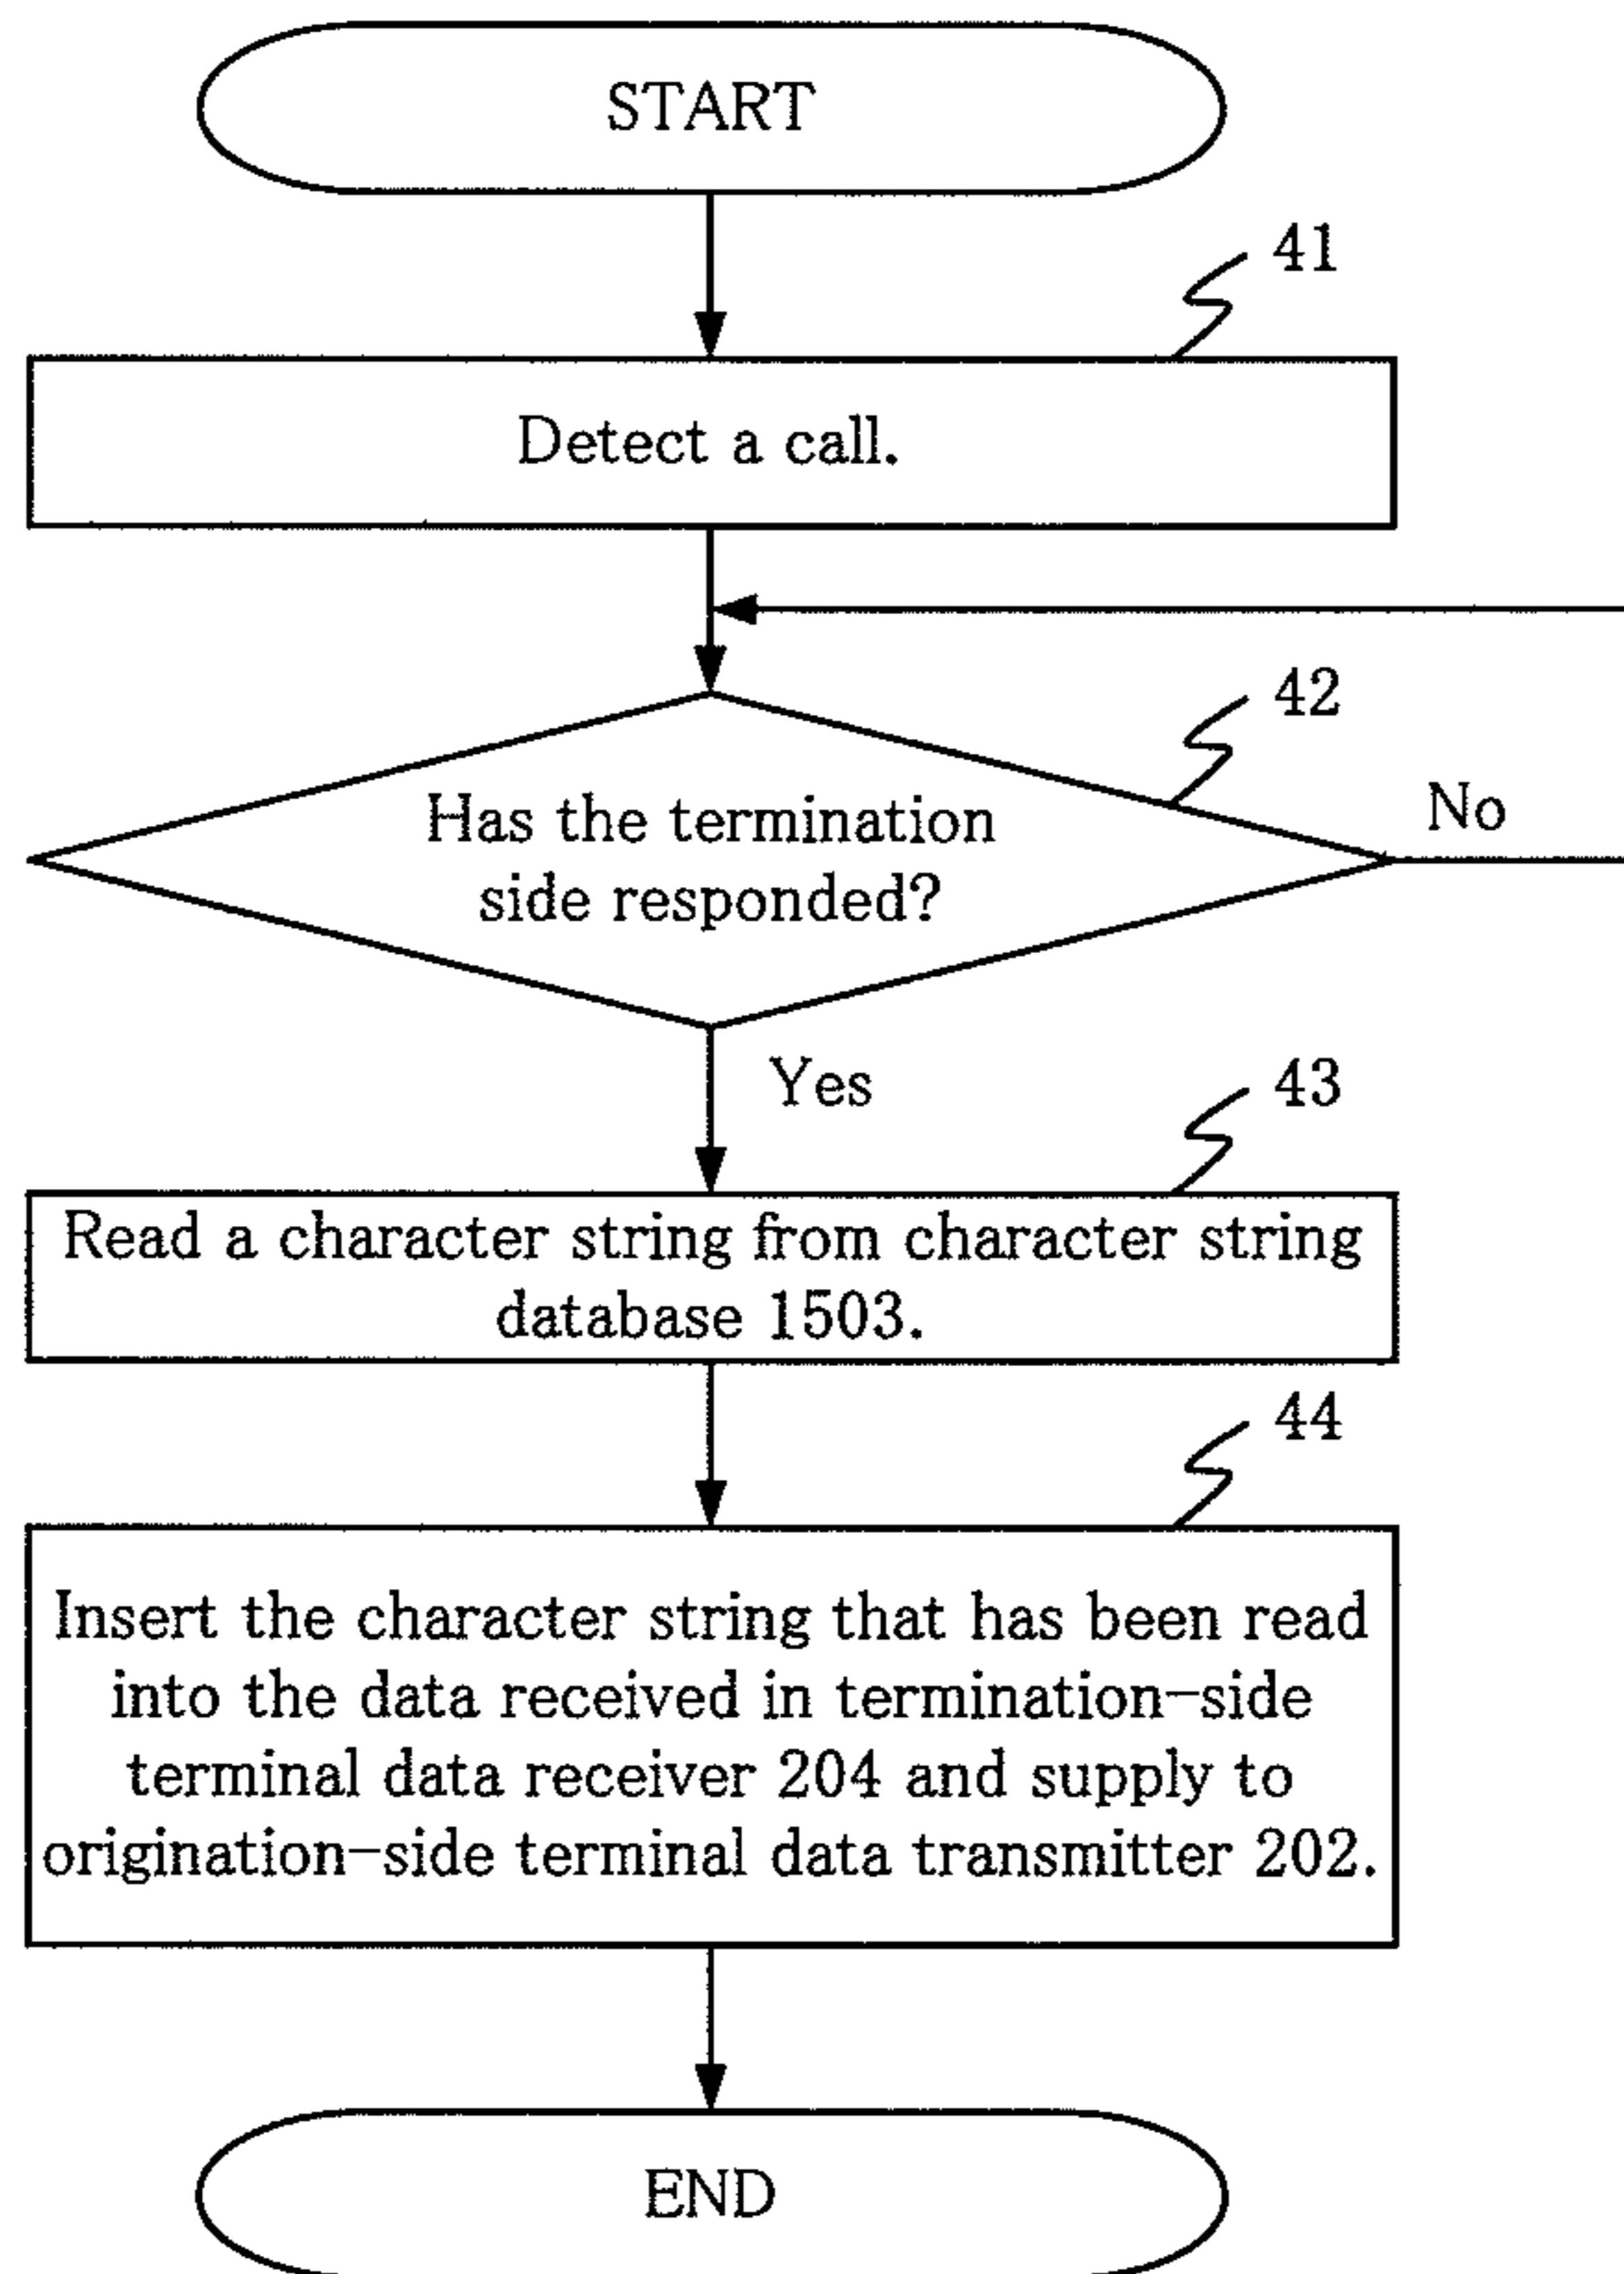 START
41
Detect a call.
42
Has the termination
side responded?
No
Yes
43
Read a character string from character string
database 1503.
44
Insert the character string that has been read
into the data received in termination-side
terminal data receiver 204 and supply to
origination-side terminal data transmitter 202.
END